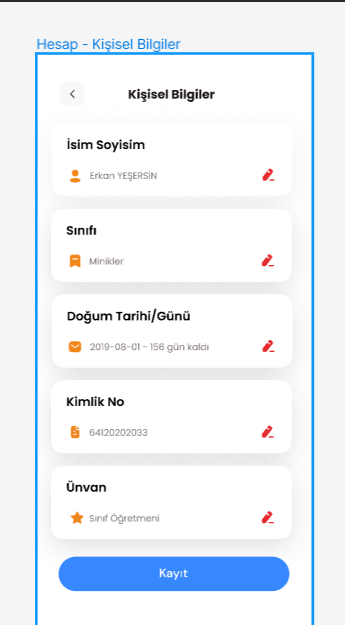 Hesap - Kişisel Bilgiler
Kişisel Bilgiler
İsim Soyisim
Erkan YEŞERSİN
Sınıfı
Minikler
Doğum Tarihi/Günü
2019-08-01 - 156 gün kaldı
Kimlik No
64120202033
Ünvan
Sınıf Öğretmeni
Kayıt